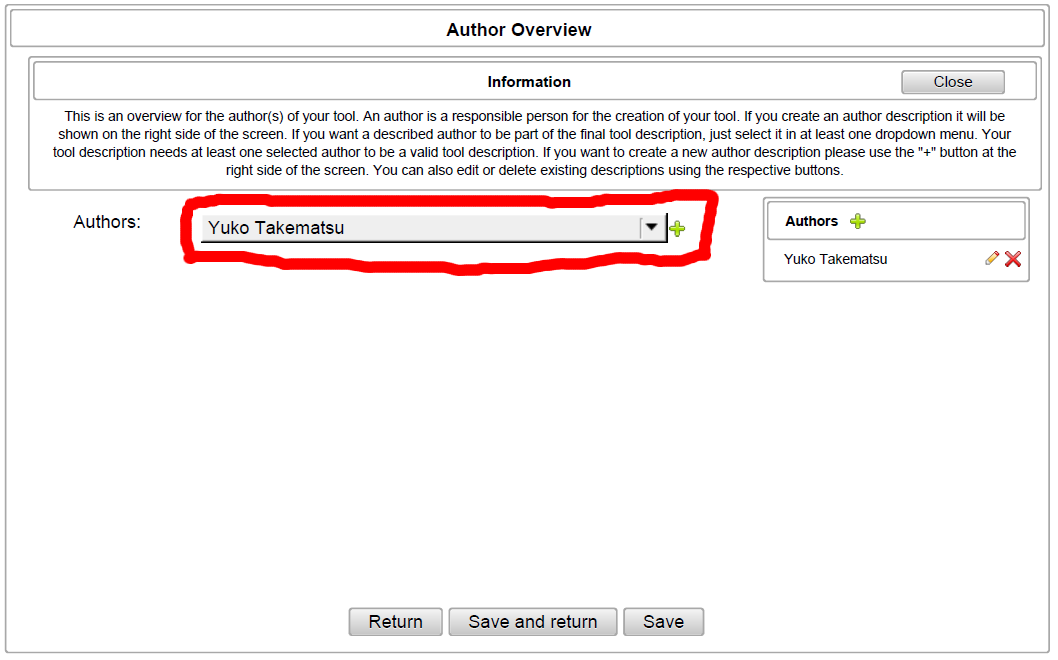 Author Overview
Information
Close
This is an overview for the author(s) of your tool. An author is a responsible person for the creation of your tool. If you create an author description it will be
shown on the right side of the screen. If you want a described author to be part of the final tool description, just select it in at least one dropdown menu. Your
tool description needs at least one selected author to be a valid tool description. If you want to create a new author description please use the "+" button at the
right side of the screen. You can also edit or delete existing descriptions using the respective buttons.
Authors:
Yuko Takematsu
Authors
Yuko Takematsu
Return
Save and return
Save